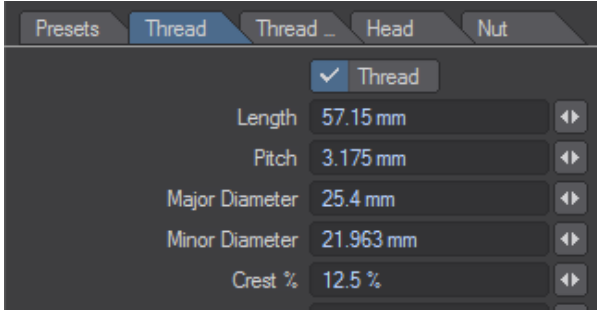 Presets Thread Thread ... Head Nut
Thread
Length 57.15 mm
Pitch 3.175 mm
Major Diameter 25.4 mm
Minor Diameter 21.963 mm
Crest % 12.5 %